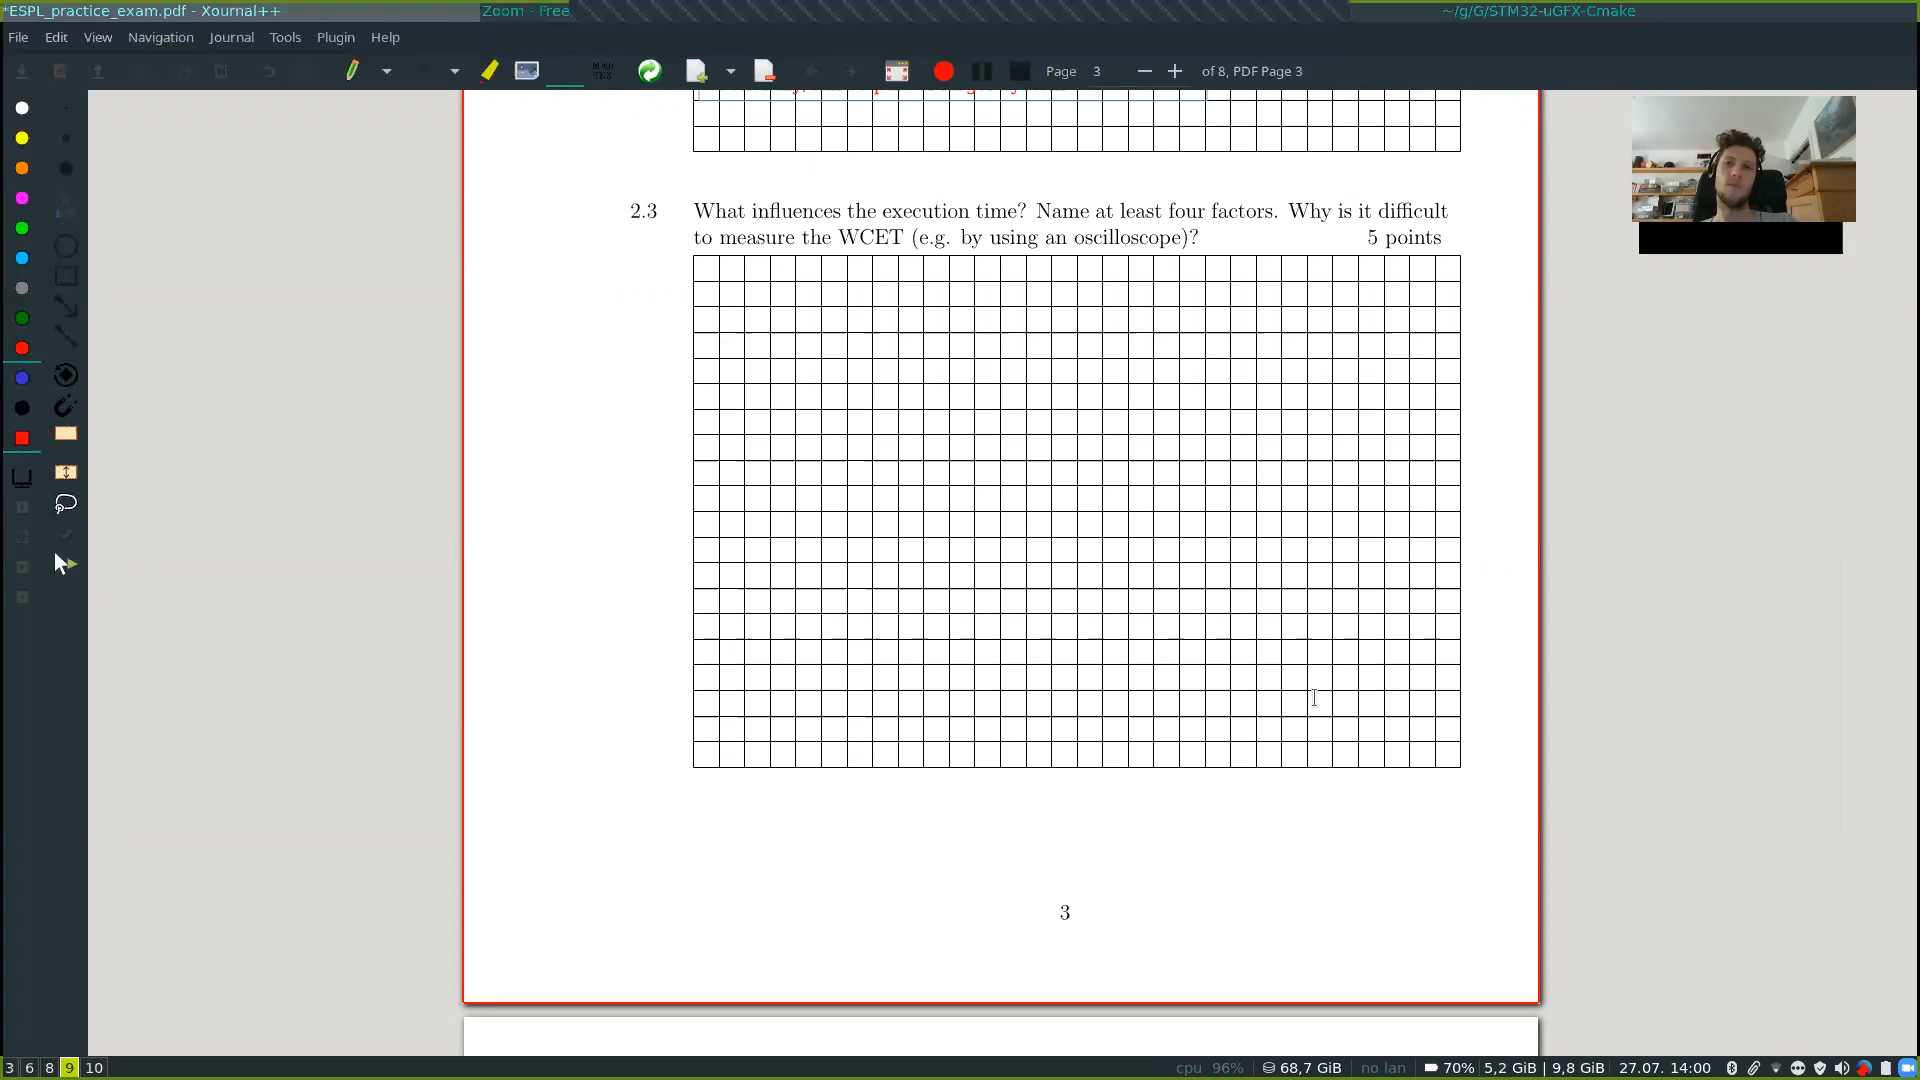 *ESPL_practice_exam.pdf - Xournal++
Zoom - Free
~/g/G/STM32-uGFX-Cmake
File Edit View Navigation Journal Tools Plugin Help
Page 3 of 8, PDF Page 3
2.3 What influences the execution time? Name at least four factors. Why is it difficult
to measure the WCET (e.g. by using an oscilloscope)? 5 points
3
3 6 8 9 10
cpu 96% 68,7 GiB no lan 70% 5,2 GiB | 9,8 GiB 27.07. 14:00